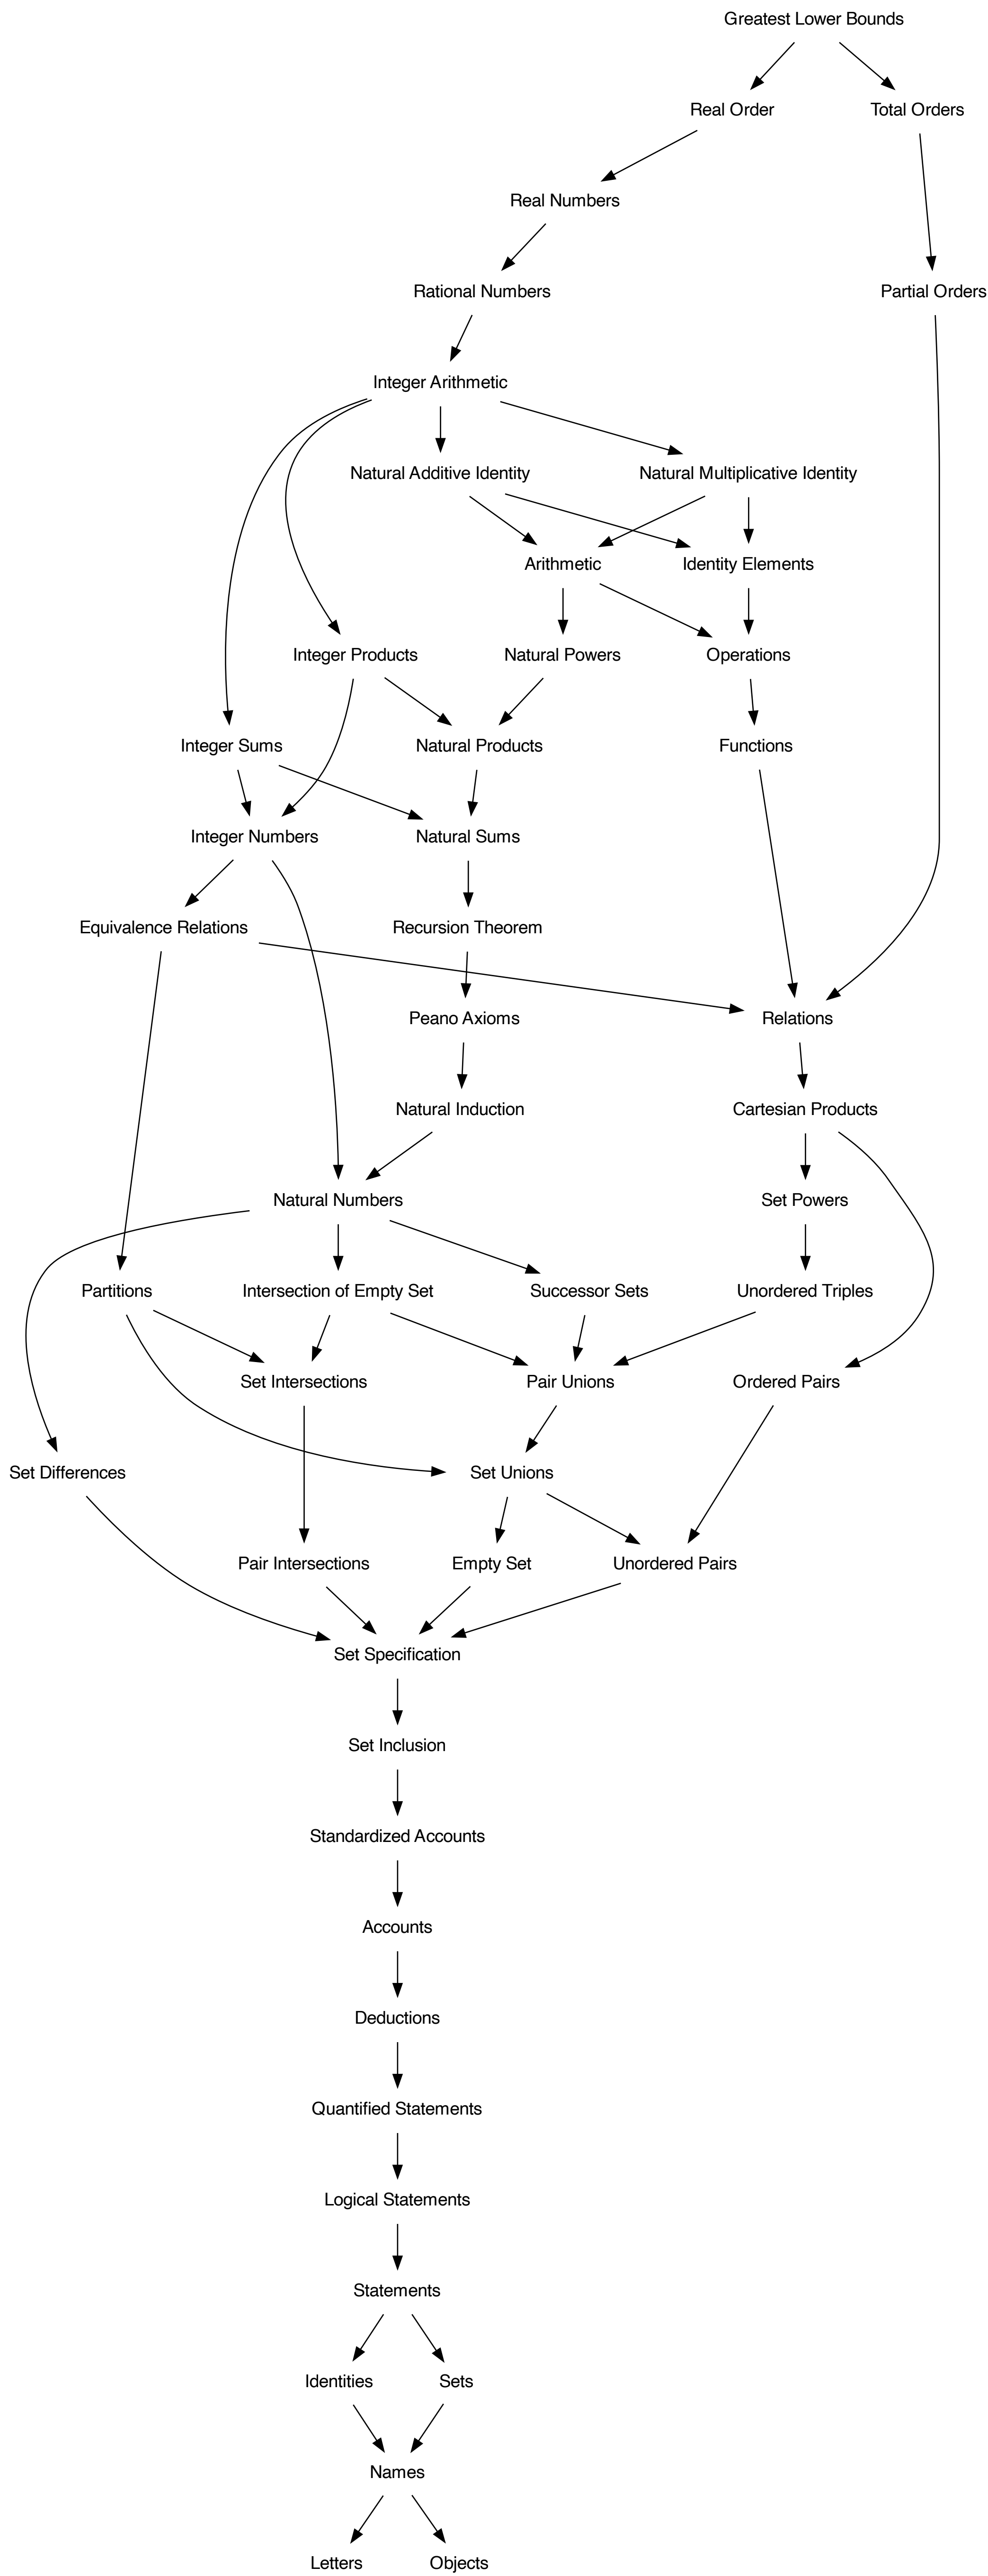 Greatest Lower Bounds
Real Order
Total Orders
Real Numbers
Rational Numbers
Partial Orders
Integer Arithmetic
Natural Additive Identity
Natural Multiplicative Identity
Arithmetic
Identity Elements
Integer Products
Natural Powers
Operations
Integer Sums
Natural Products
Functions
Integer Numbers
Natural Sums
Equivalence Relations
Recursion Theorem
Peano Axioms
Relations
Natural Induction
Cartesian Products
Natural Numbers
Set Powers
Partitions
Intersection of Empty Set
Successor Sets
Unordered Triples
Set Intersections
Pair Unions
Ordered Pairs
Set Differences
Set Unions
Pair Intersections
Empty Set
Unordered Pairs
Set Specification
Set Inclusion
Standardized Accounts
Accounts
Deductions
Quantified Statements
Logical Statements
Statements
Identities
Sets
Names
Letters
Objects